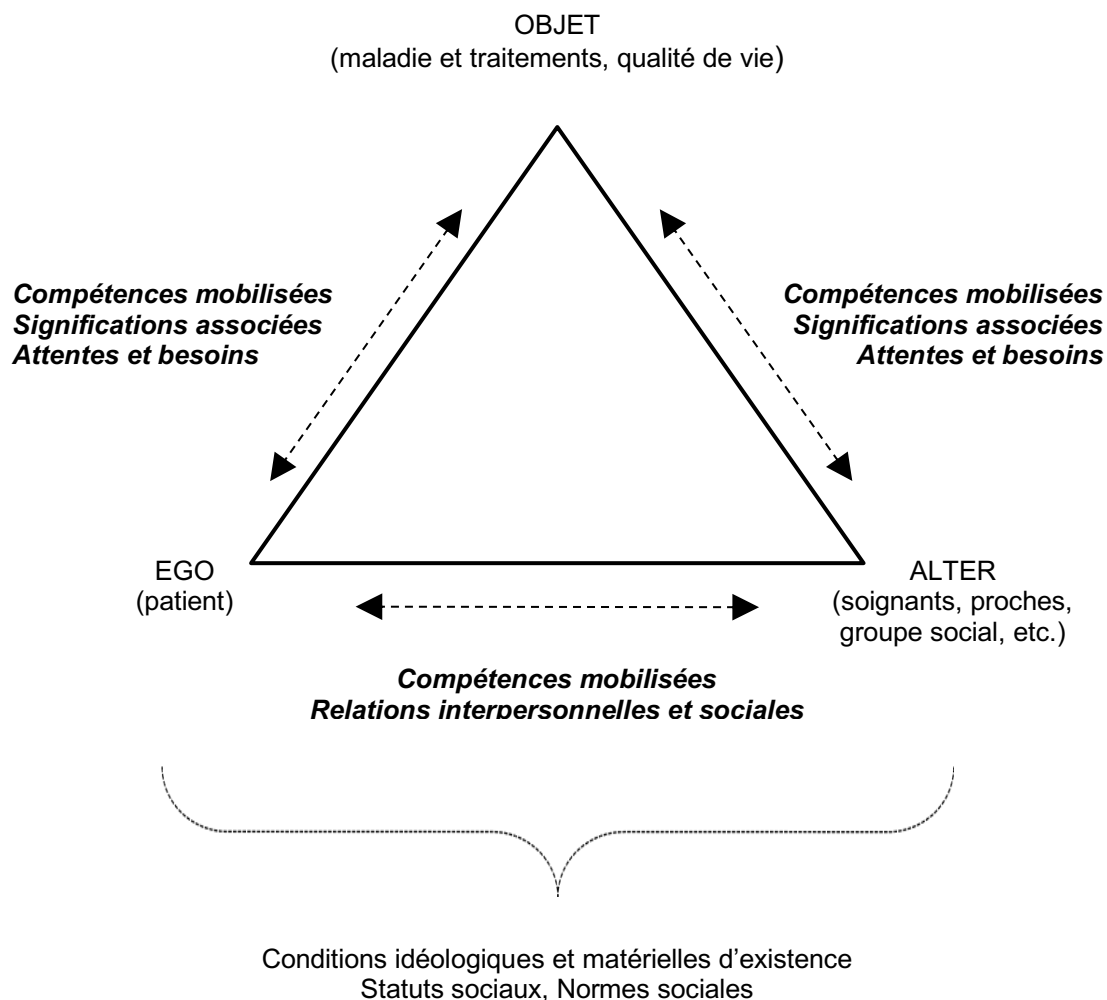 OBJET
(maladie et traitements, qualité de vie)
Compétences mobilisées
Significations associées
Attentes et besoins
Compétences mobilisées
Significations associées
Attentes et besoins
EGO
(patient)
ALTER
(soignants, proches,
groupe social, etc.)
Compétences mobilisées
Relations interpersonnelles et sociales
Conditions idéologiques et matérielles d’existence
Statuts sociaux, Normes sociales